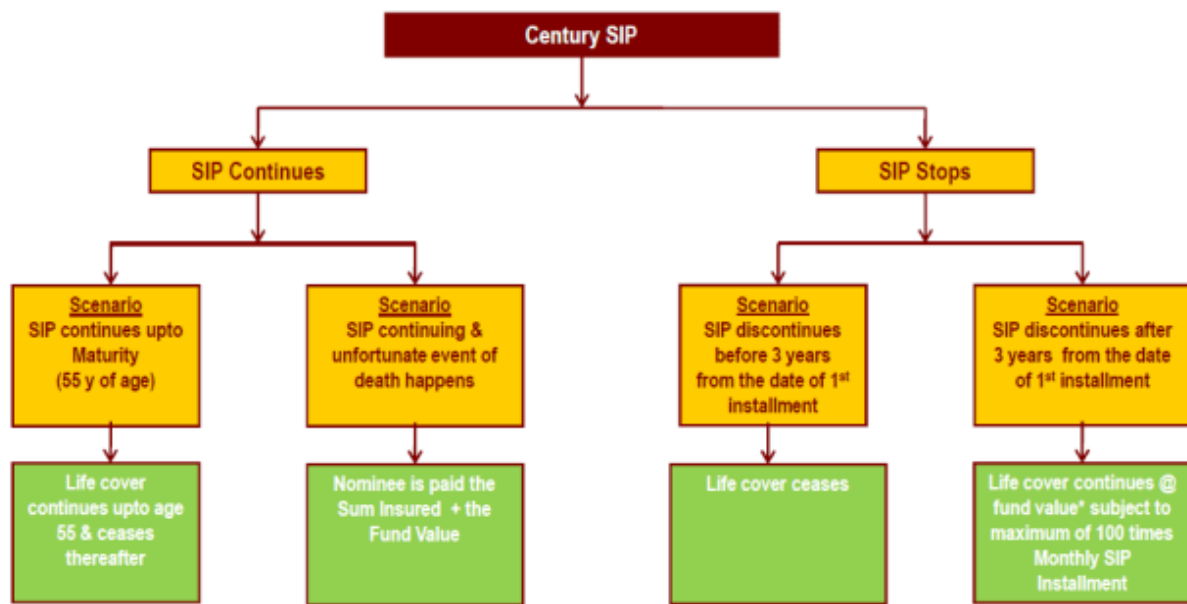 Century SIP
SIP Continues
SIP Stops
Scenario
SIP continues upto
Maturity
(55 y of age)
Scenario
SIP continuing &
unfortunate event of
death happens
Scenario
SIP discontinues
before 3 years
from the date of 1st
installment
Scenario
SIP discontinues after
3 years from the date
of 1st installment
Life cover
continues upto age
55 & ceases
thereafter
Nominee is paid the
Sum Insured + the
Fund Value
Life cover ceases
Life cover continues @
fund value* subject to
maximum of 100 times
Monthly SIP
Installment